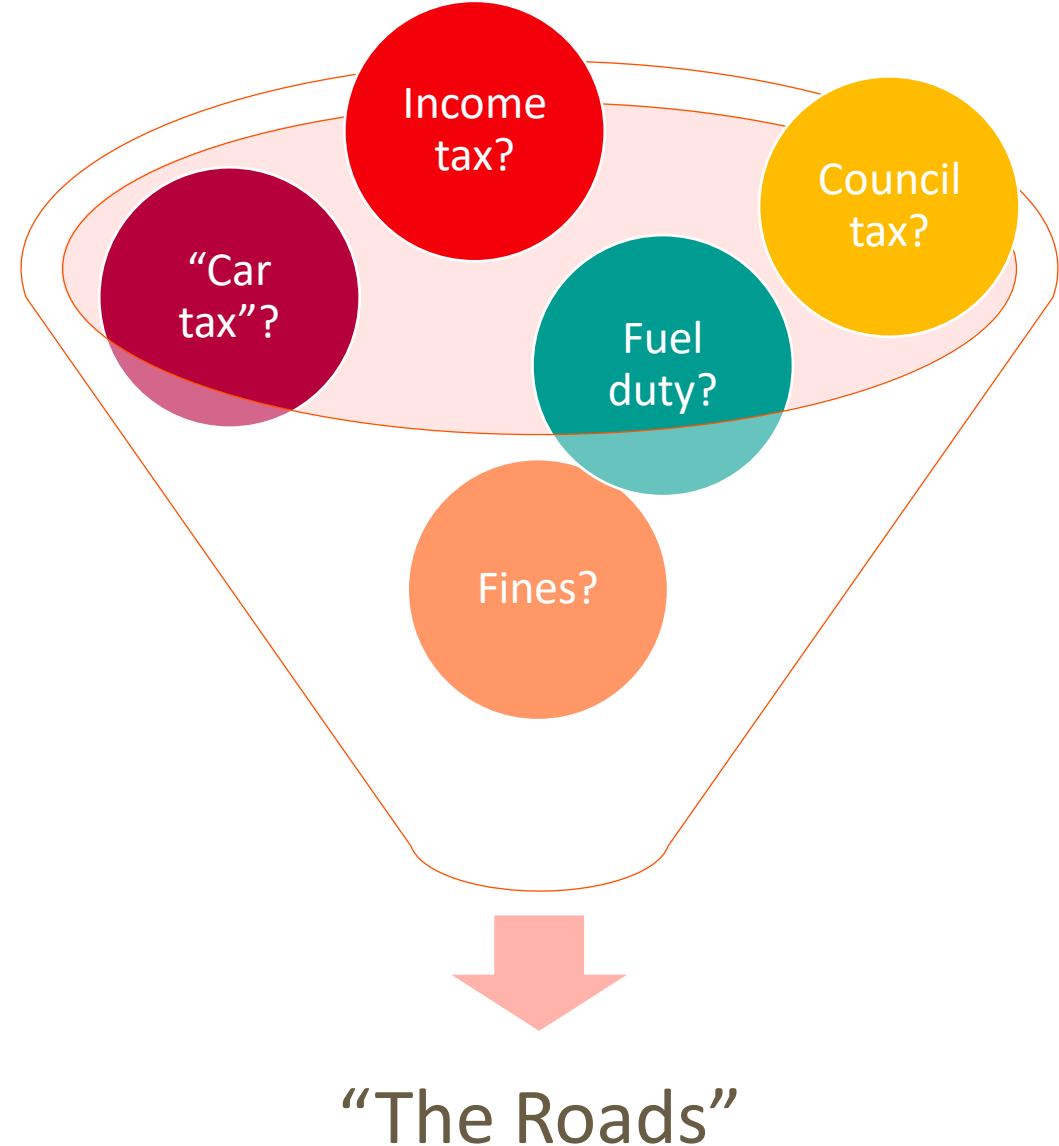 Income
tax?
Council
tax?
“Car
tax”?
Fuel
duty?
Fines?
“The Roads”